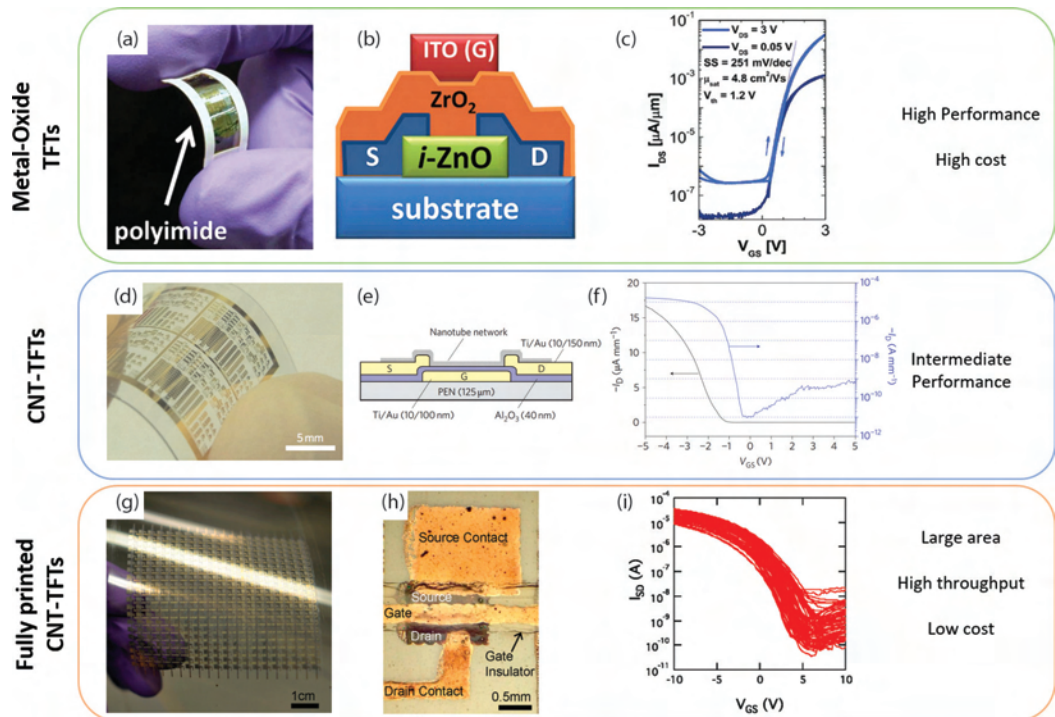 Metal-Oxide
TFTs
(a)
polyimide
(b)
ITO (G)
ZrO₂
S
i-ZnO
D
substrate
(c)
V_DS = 3 V
V_DS = 0.05 V
SS = 251 mV/dec
μ_sat = 4.8 cm²/Vs
V_th = 1.2 V
10⁻¹
10⁻³
10⁻⁵
10⁻⁷
I_DS [μA/μm]
-3
0
3
V_GS [V]
High Performance
High cost
CNT-TFTs
(d)
5 mm
(e)
Nanotube network
Ti/Au (10/150 nm)
S
G
D
PEN (125 μm)
Ti/Au (10/100 nm)
Al₂O₃ (40 nm)
(f)
20
15
10
5
0
−I_D (μA mm⁻¹)
10⁻⁴
10⁻⁶
10⁻⁸
10⁻¹⁰
10⁻¹²
−I_D (A mm⁻¹)
−5 −4 −3 −2 −1 0 1 2 3 4 5
V_GS (V)
Intermediate
Performance
Fully printed
CNT-TFTs
(g)
1cm
(h)
Source Contact
Source
Gate
Drain
Gate
Insulator
Drain Contact
0.5mm
(i)
10⁻⁴
10⁻⁵
10⁻⁶
10⁻⁷
10⁻⁸
10⁻⁹
10⁻¹⁰
10⁻¹¹
I_SD (A)
-10 -5 0 5 10
V_GS (V)
Large area
High throughput
Low cost